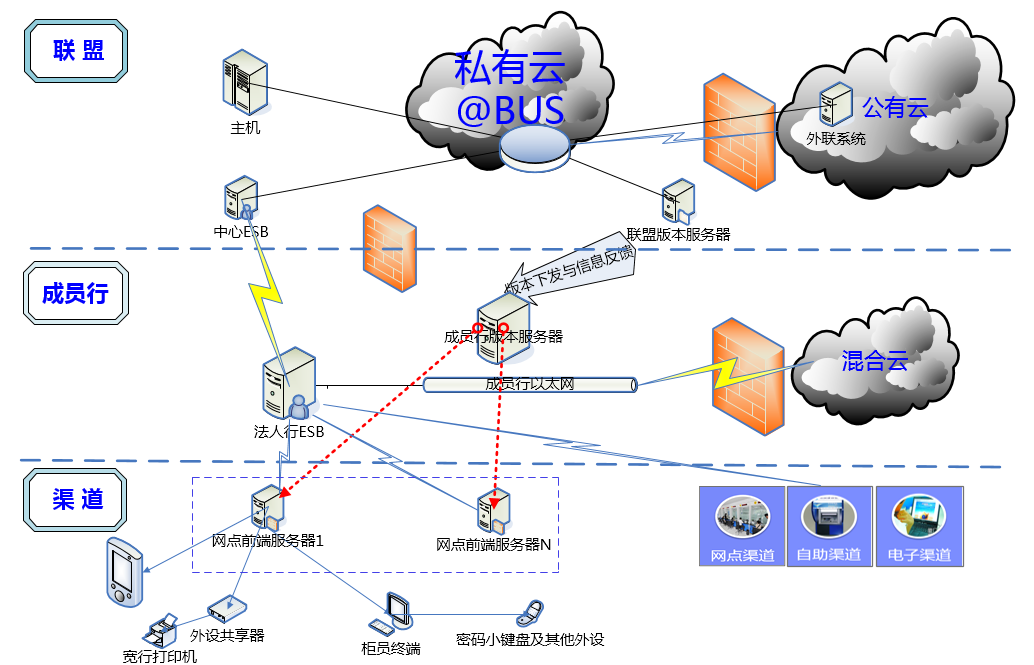 联盟
私有云
@BUS
公有云
外联系统
主机
中心ESB
联盟版本服务器
成员行
版本下发与信息反馈
成员行版本服务器
混合云
成员行以太网
法人行ESB
渠道
网点前端服务器1
网点前端服务器N
网点渠道
自助渠道
电子渠道
外设共享器
宽行打印机
柜员终端
密码小键盘及其他外设